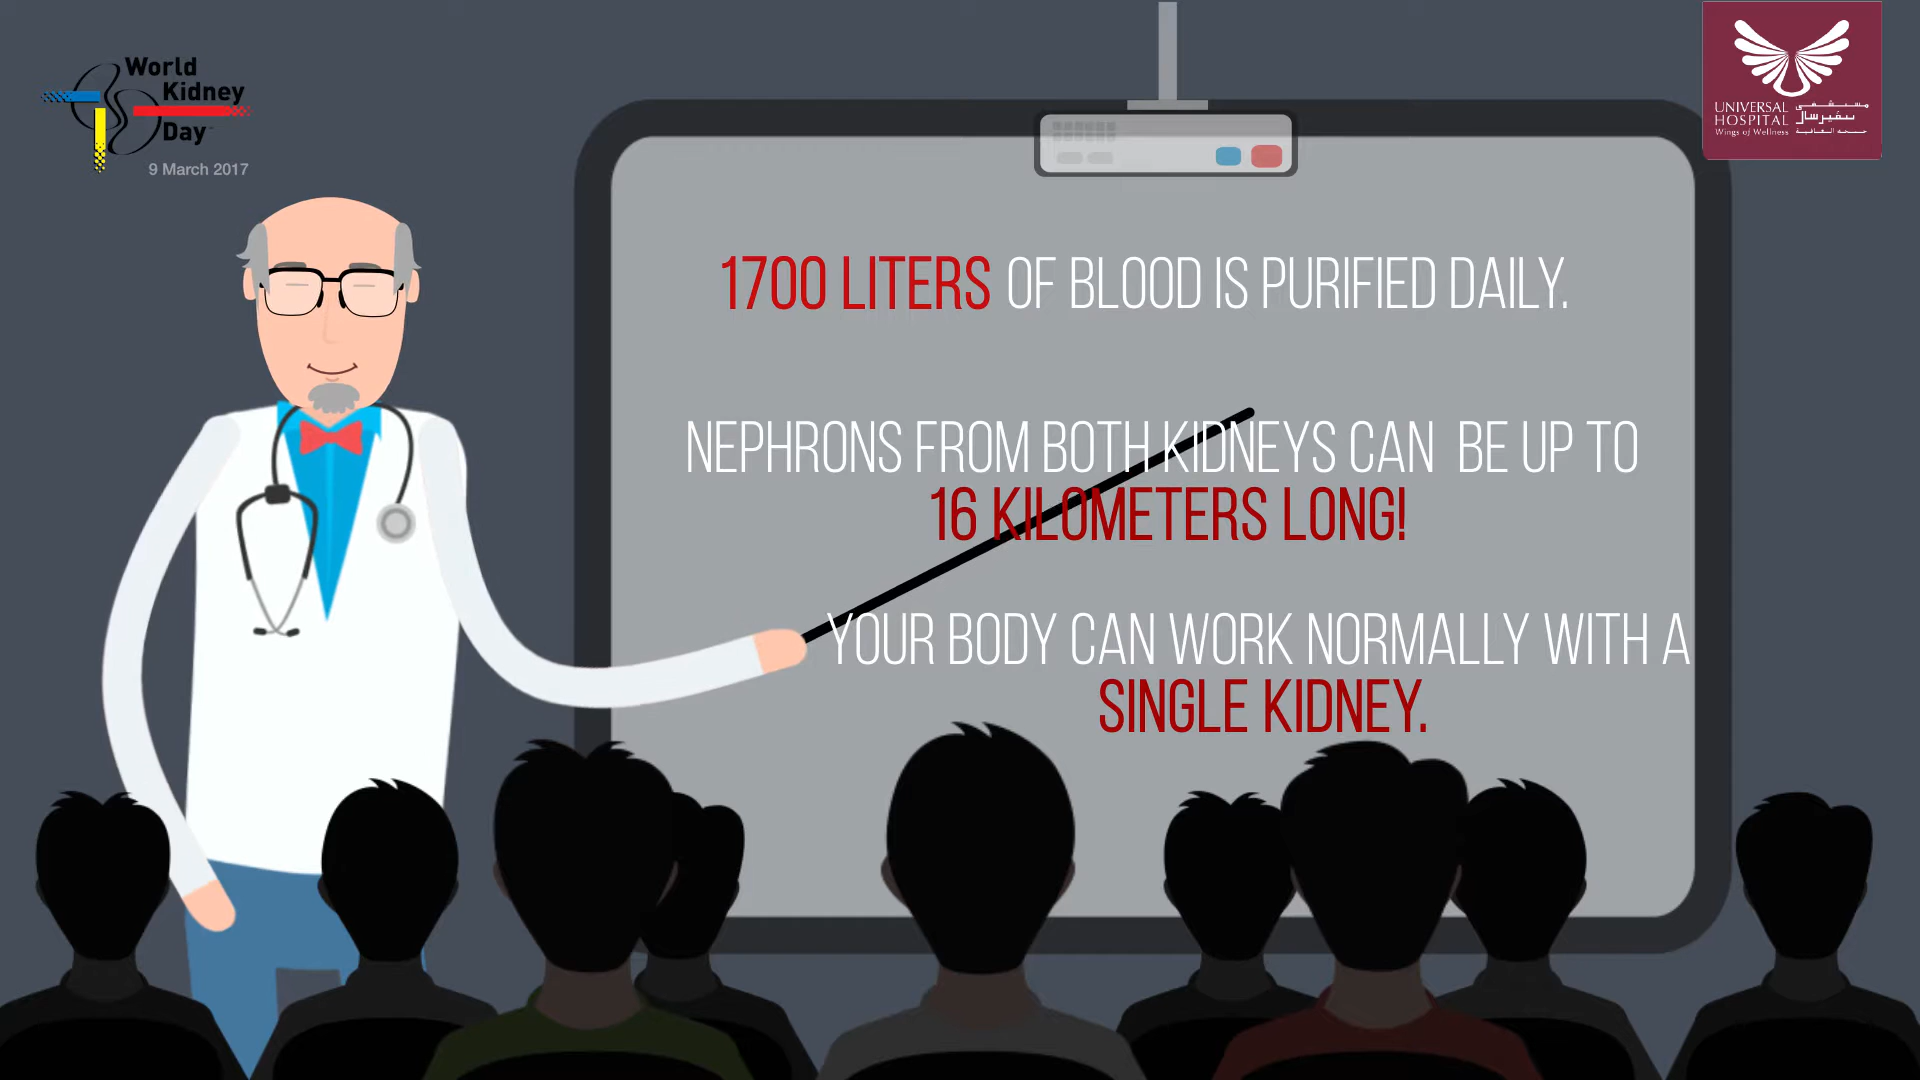 World
Kidney
Day
9 March 2017
UNIVERSAL
HOSPITAL
Wings of Wellness
1700 LITERS OF BLOOD IS PURIFIED DAILY.
NEPHRONS FROM BOTH KIDNEYS CAN BE UP TO
16 KILOMETERS LONG!
YOUR BODY CAN WORK NORMALLY WITH A
SINGLE KIDNEY.